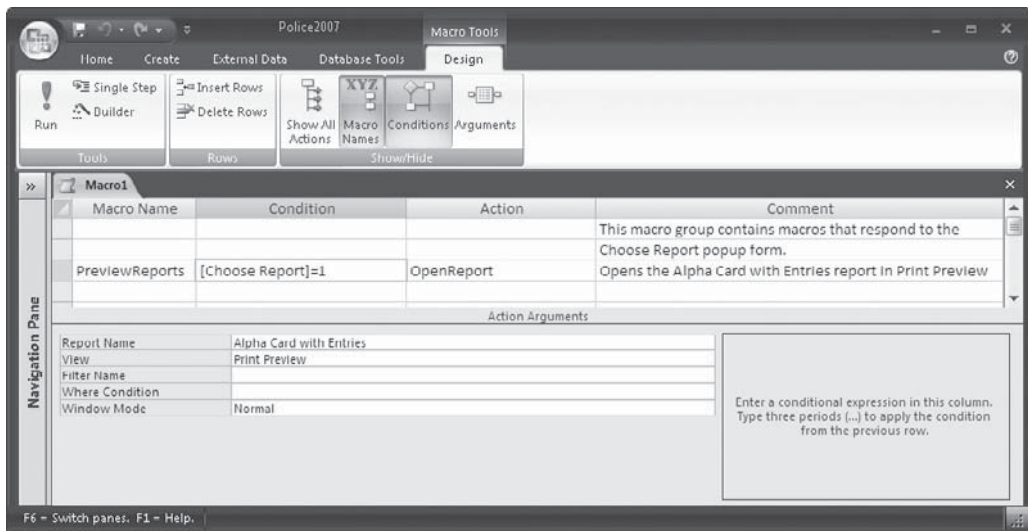 Police2007
Macro Tools
Home Create External Data Database Tools Design
Run
Single Step
Builder
Tools
Insert Rows
Delete Rows
Rows
Show All Actions
XYZ
Macro Names
Conditions
Arguments
Show/Hide
»
Macro1
Macro Name Condition Action Comment
This macro group contains macros that respond to the
Choose Report popup form.
PreviewReports [Choose Report]=1 OpenReport Opens the Alpha Card with Entries report in Print Preview
Action Arguments
Navigation Pane
Report Name Alpha Card with Entries
View Print Preview
Filter Name
Where Condition
Window Mode Normal
Enter a conditional expression in this column.
Type three periods (...) to apply the condition
from the previous row.
F6 = Switch panes. F1 = Help.